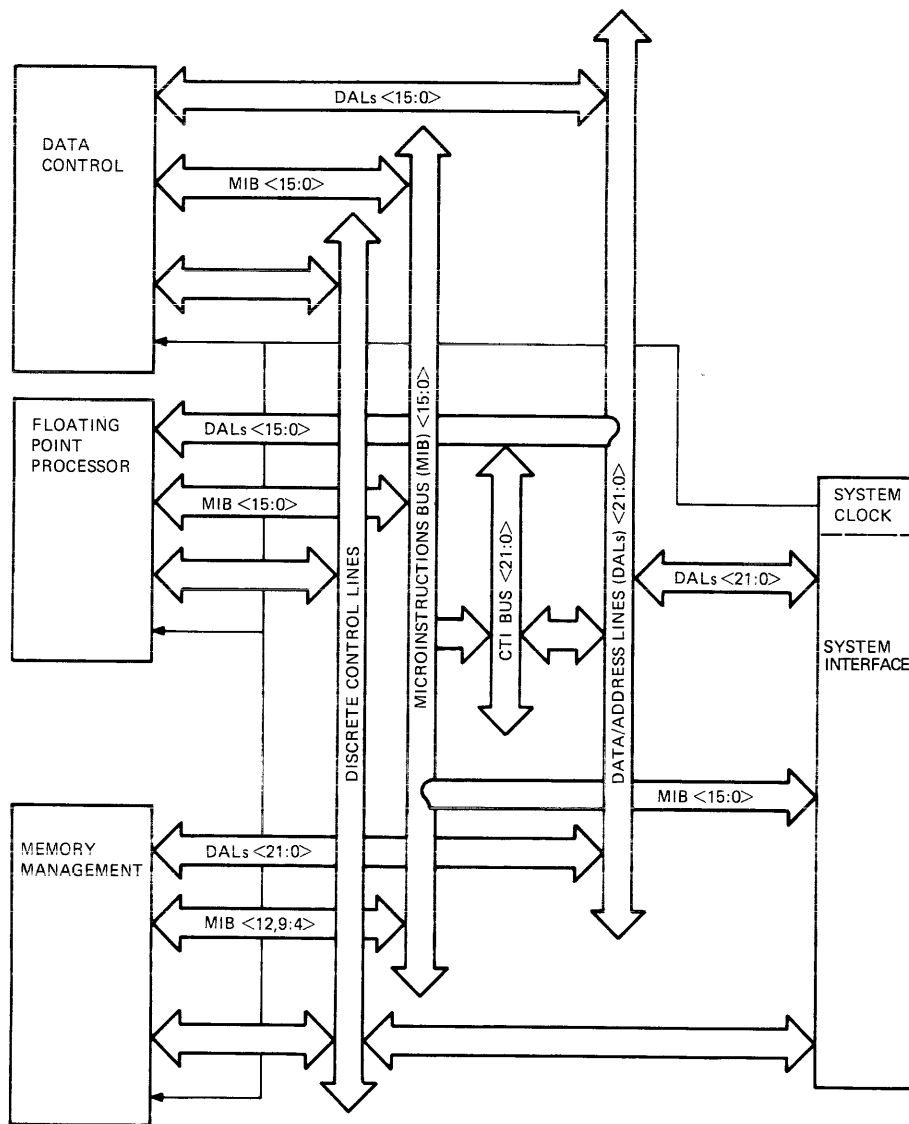 DATA
CONTROL
DALs <15:0>
MIB <15:0>
FLOATING
POINT
PROCESSOR
DALs <15:0>
MIB <15:0>
DISCRETE CONTROL LINES
MICROINSTRUCTIONS BUS (MIB) <15:0>
CTI BUS <21:0>
DATA/ADDRESS LINES (DALs) <21:0>
SYSTEM
CLOCK
DALs <21:0>
SYSTEM
INTERFACE
MIB <15:0>
MEMORY
MANAGEMENT
DALs <21:0>
MIB <12,9:4>